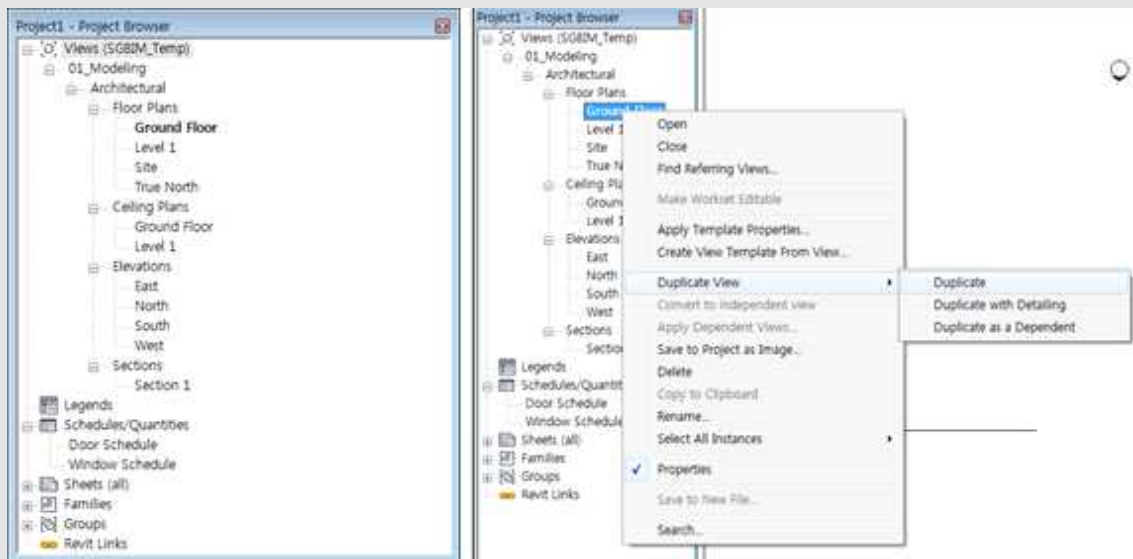 Project1 - Project Browser
Views (SGBIM_Temp)
01_Modeling
Architectural
Floor Plans
Ground Floor
Level 1
Site
True North
Ceiling Plans
Ground Floor
Level 1
Elevations
East
North
South
West
Sections
Section 1
Legends
Schedules/Quantities
Door Schedule
Window Schedule
Sheets (all)
Families
Groups
Revit Links
Project1 - Project Browser
Views (SGBIM_Temp)
01_Modeling
Architectural
Floor Plans
Ground Floor
Level 1
Site
True N
Ceiling Pla
Groun
Level 1
Elevations
East
North
South
West
Sections
Sectio
Legends
Schedules/Quantit
Door Schedule
Window Schedule
Sheets (all)
Families
Groups
Revit Links
Open
Close
Find Referring Views...
Make Workset Editable
Apply Template Properties...
Create View Template From View...
Duplicate View
Convert to independent view
Apply Dependent Views...
Save to Project as Image...
Delete
Copy to Clipboard
Rename...
Select All Instances
Properties
Save to New File...
Search...
Duplicate
Duplicate with Detailing
Duplicate as a Dependent